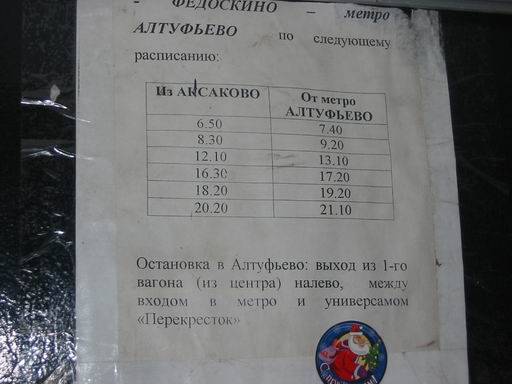 - ФЕДОСКИНО – метро
АЛТУФЬЕВО по следующему
расписанию:
Из АКСАКОВО От метро АЛТУФЬЕВО
6.50 7.40
8.30 9.20
12.10 13.10
16.30 17.20
18.20 19.20
20.20 21.10
Остановка в Алтуфьево: выход из 1-го
вагона (из центра) налево, между
входом в метро и универсамом
«Перекресток»